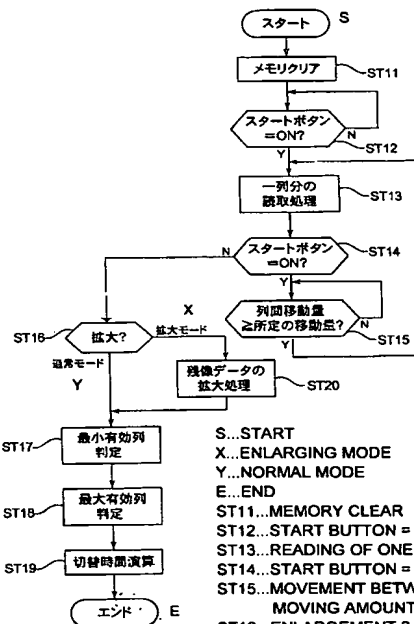 スタート S
メモリクリア ST11
スタートボタン
=ON?
N
ST12
Y
一列分の
読取処理
ST13
N
スタートボタン
=ON?
ST14
Y
列間移動量
≧所定の移動量?
N
ST15
Y
X
ST16
拡大?
拡大モード
通常モード
Y
残像データの
拡大処理
ST20
ST17
最小有効列
判定
ST18
最大有効列
判定
ST19
切替時間演算
エンド E
S...START
X...ENLARGING MODE
Y...NORMAL MODE
E...END
ST11...MEMORY CLEAR
ST12...START BUTTON =
ST13...READING OF ONE
ST14...START BUTTON =
ST15...MOVEMENT BETW
MOVING AMOUNT